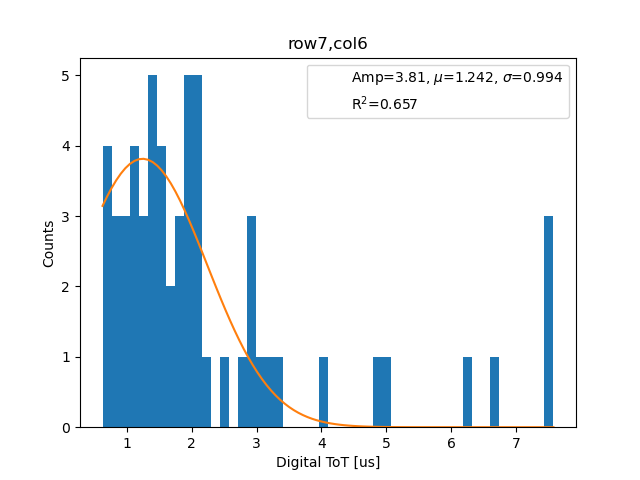 row7,col6
Amp=3.81, μ=1.242, σ=0.994
R²=0.657
Counts
5
4
3
2
1
0
1 2 3 4 5 6 7
Digital ToT [us]